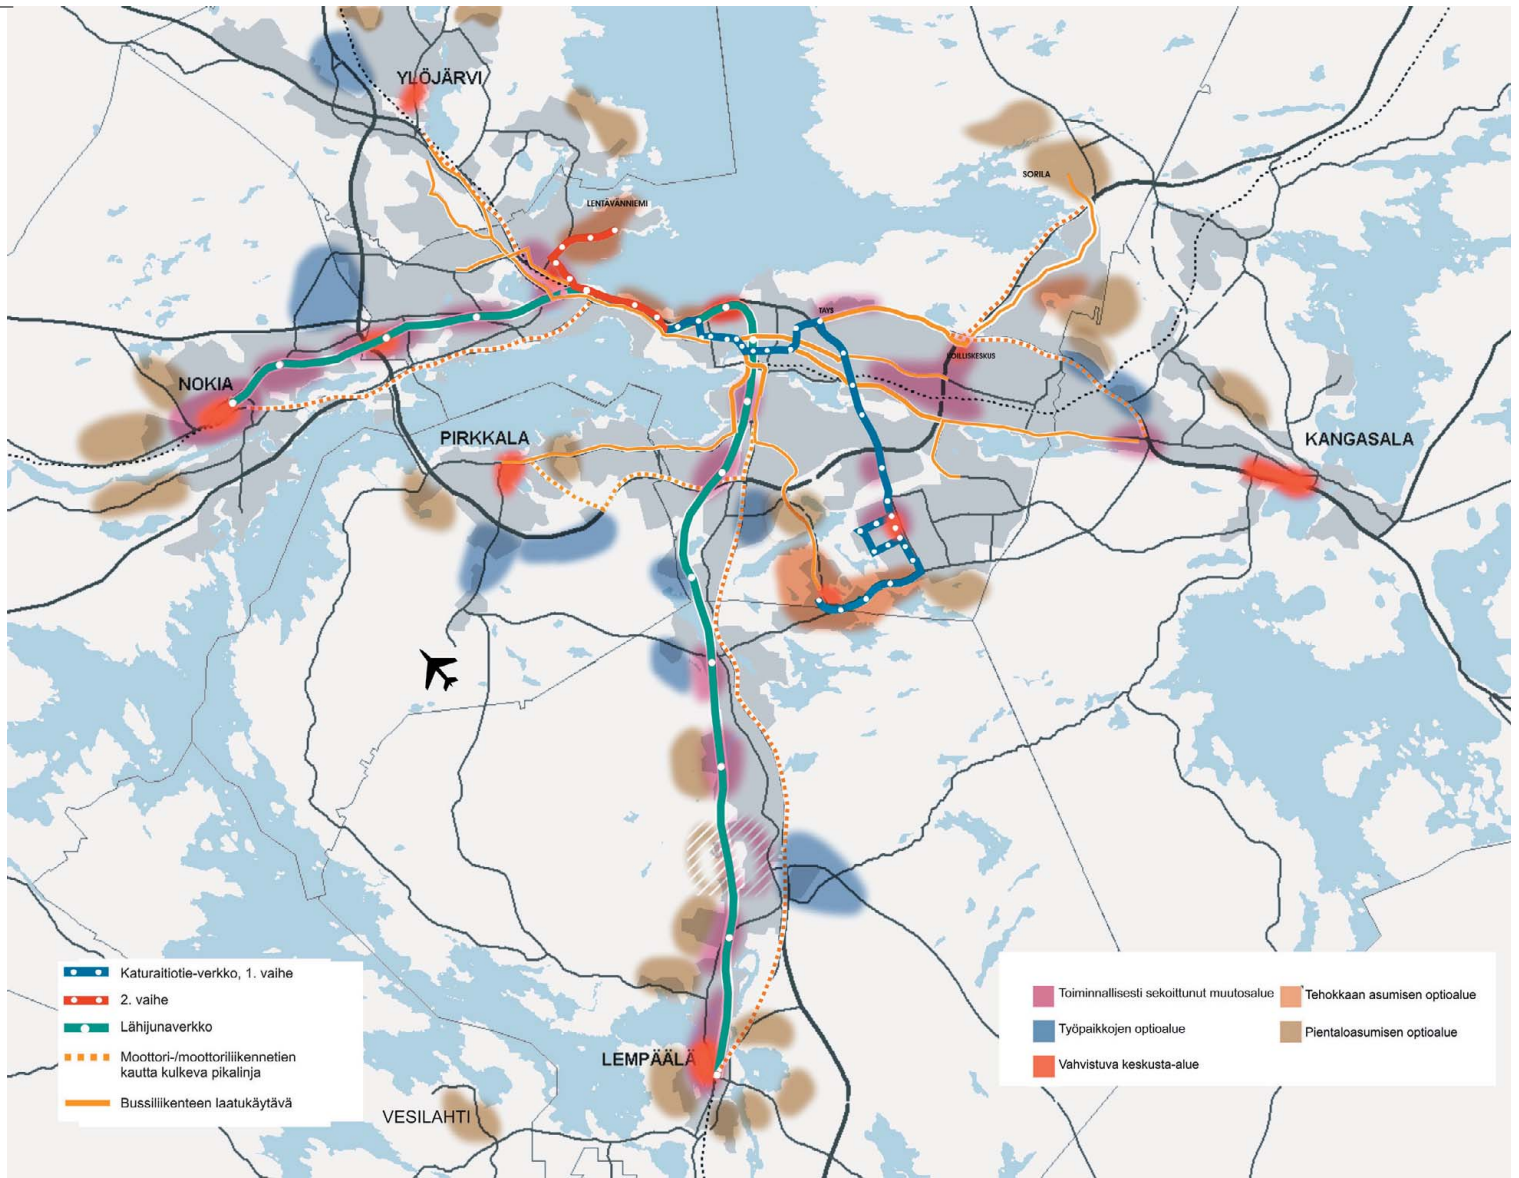 YLÖJÄRVI
SORILA
LENTÄVÄNNIEMI
TAYS
KOILLISKESKUS
NOKIA
PIRKKALA
KANGASALA
LEMPÄÄLÄ
VESILAHTI
Katuraitiotie-verkko, 1. vaihe
2. vaihe
Lähijunaverkko
Moottori-/moottoriliikennetien
kautta kulkeva pikalinja
Bussiliikenteen laatukäytävä
Toiminnallisesti sekoittunut muutosalue
Työpaikkojen optioalue
Vahvistuva keskusta-alue
Tehokkaan asumisen optioalue
Pientaloasumisen optioalue